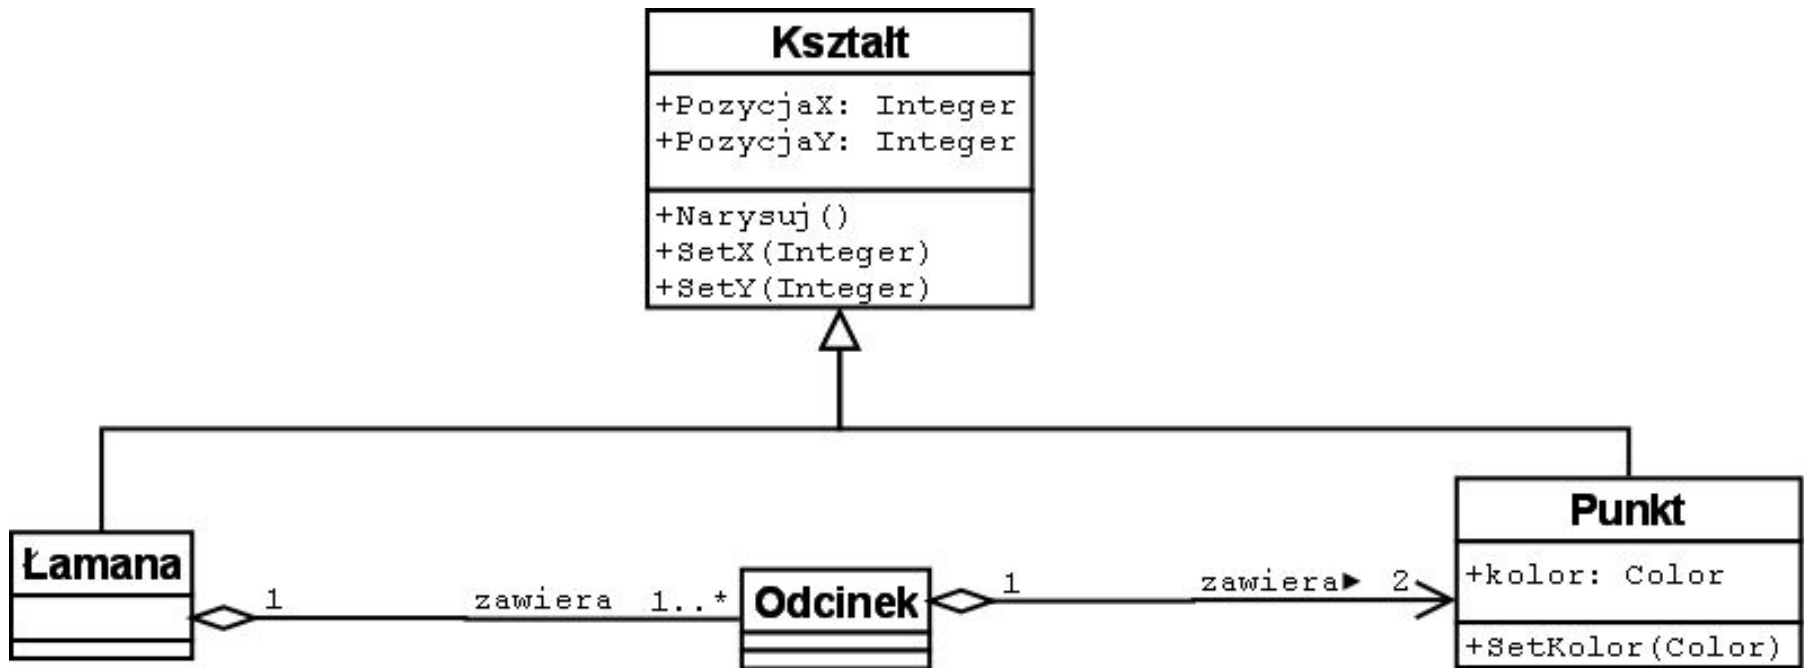 Kształt
+PozycjaX: Integer
+PozycjaY: Integer
+Narysuj()
+SetX(Integer)
+SetY(Integer)
Łamana
1 zawiera 1..*
Odcinek
1 zawiera► 2
Punkt
+kolor: Color
+SetKolor(Color)